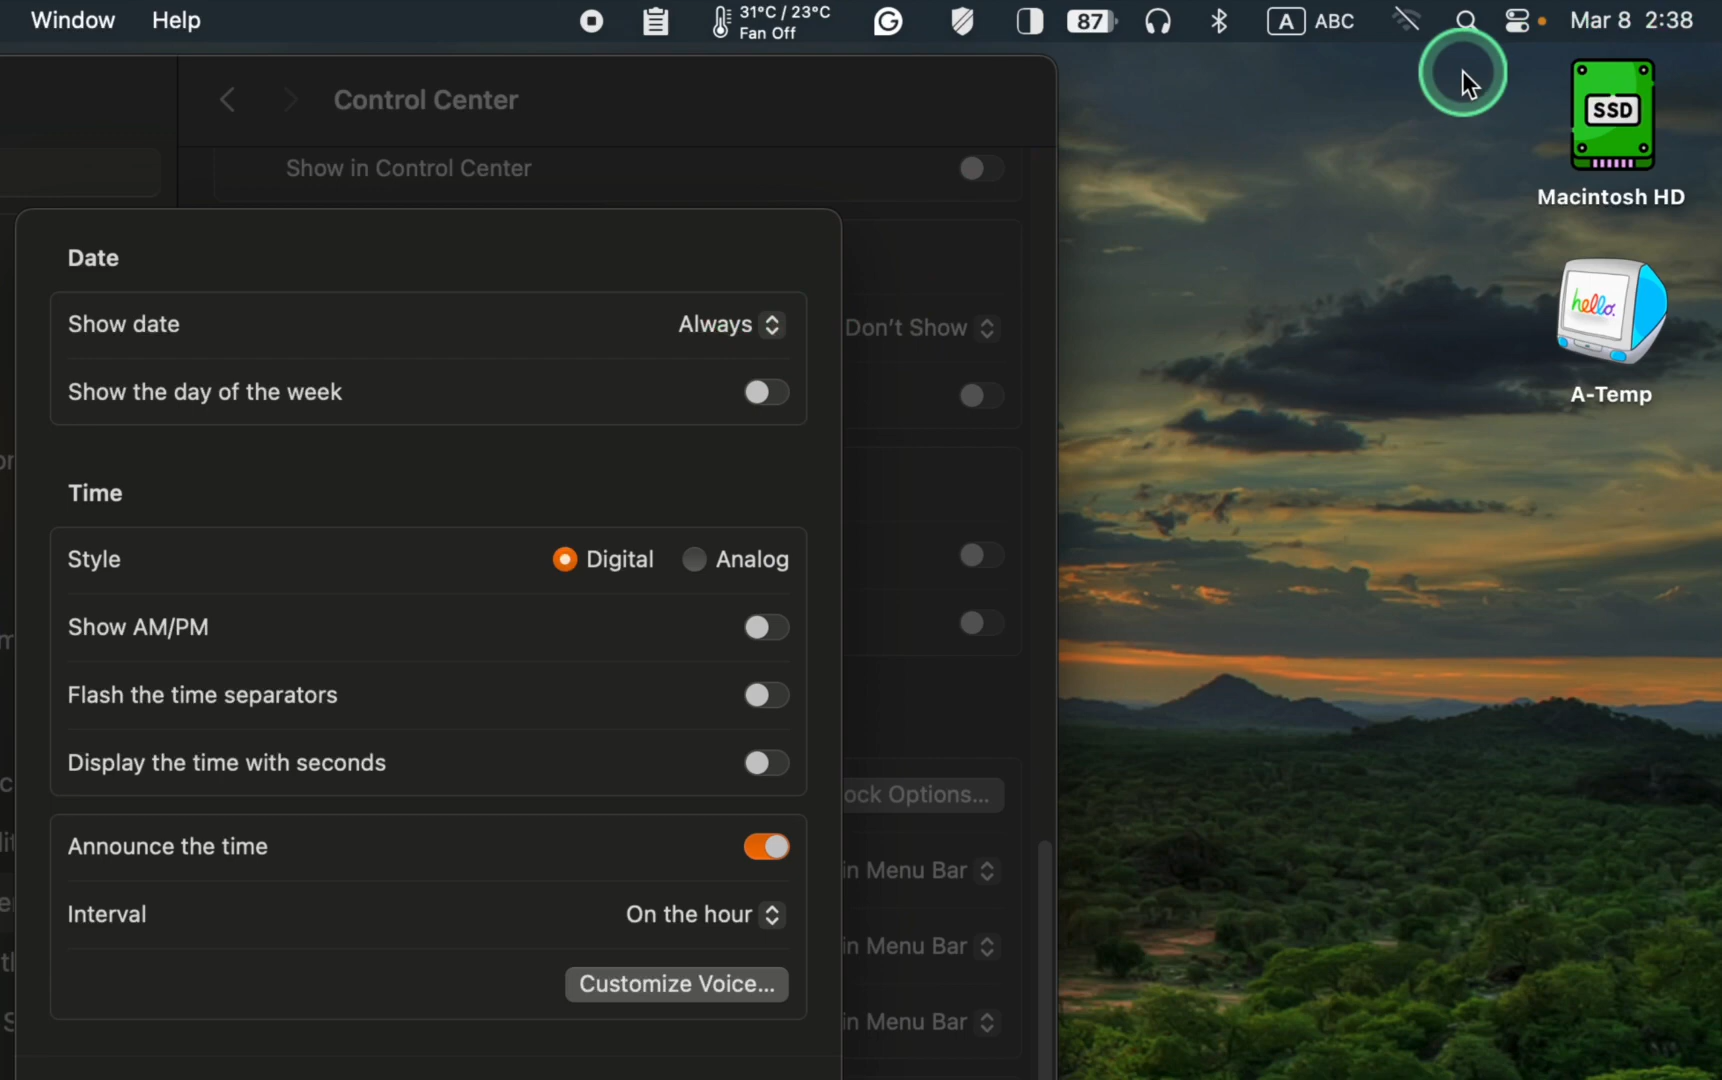 Window Help 31°C / 23°C 87 A ABC Mar 8 2:38
Fan Off
Control Center
Show in Control Center
SSD
Macintosh HD
hello.
A-Temp
Date
Show date Always
Don't Show
Show the day of the week
Time
Style Digital Analog
Show AM/PM
Flash the time separators
Display the time with seconds
ock Options...
Announce the time
in Menu Bar
Interval On the hour
in Menu Bar
Customize Voice...
in Menu Bar